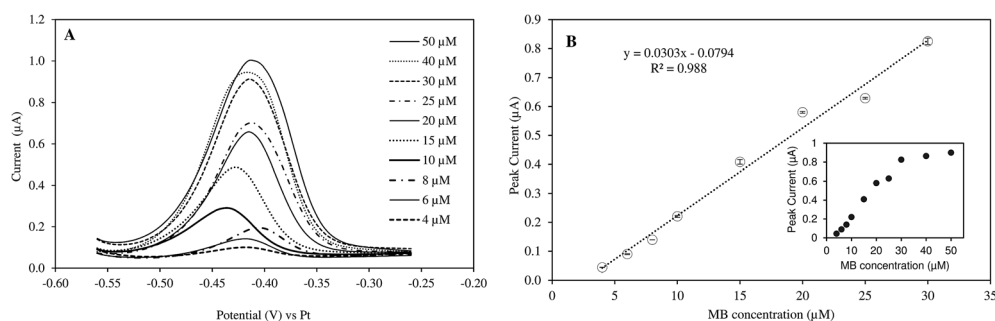 A
1.2
1.0
0.8
0.6
0.4
0.2
0.0
Current (µA)
-0.60
-0.55
-0.50
-0.45
-0.40
-0.35
-0.30
-0.25
-0.20
Potential (V) vs Pt
50 µM
40 µM
30 µM
25 µM
20 µM
15 µM
10 µM
8 µM
6 µM
4 µM
B
y = 0.0303x - 0.0794
R² = 0.988
0.9
0.8
0.7
0.6
0.5
0.4
0.3
0.2
0.1
0.0
Peak Current (µA)
5
10
15
20
25
30
35
MB concentration (µM)
1
0.8
0.6
0.4
0.2
0
Peak Current (µA)
0
10
20
30
40
50
MB concentration (µM)